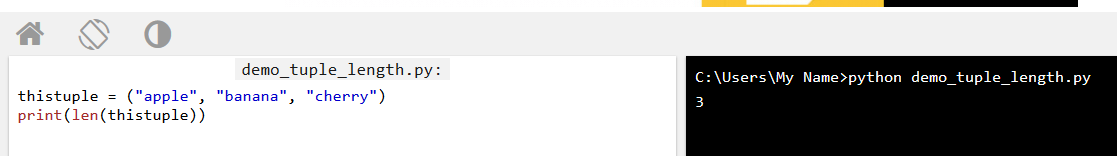 demo_tuple_length.py:
thistuple = ("apple", "banana", "cherry")
print(len(thistuple))
C:\Users\My Name>python demo_tuple_length.py
3